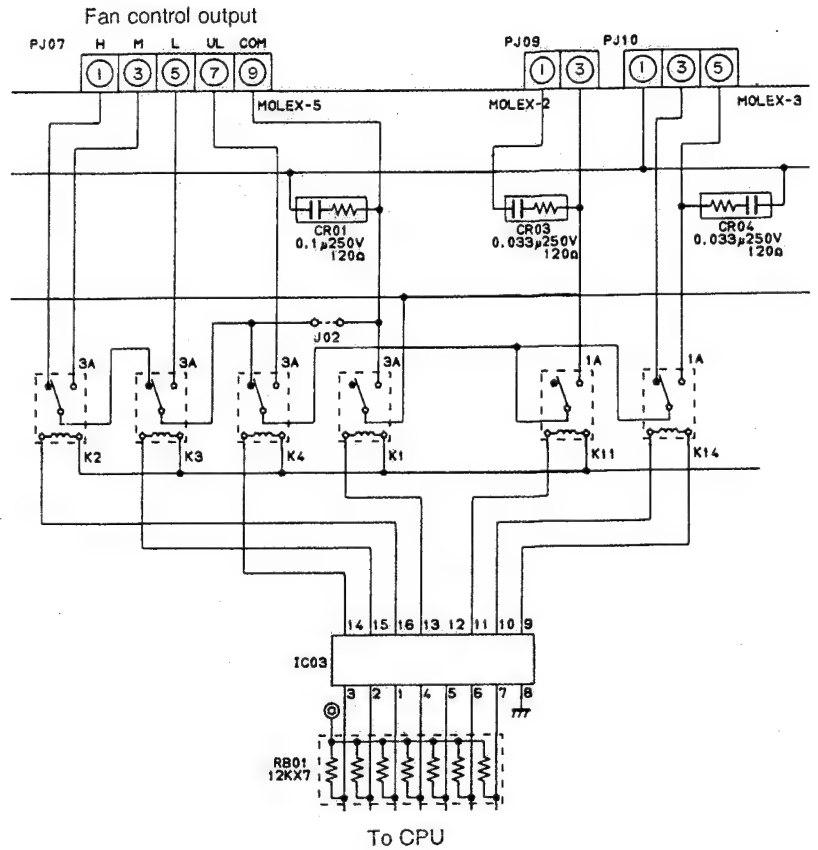 Fan control output
PJ07 H M L UL COM
1 3 5 7 9
MOLEX-5
PJ09
1 3
MOLEX-2
PJ10
1 3 5
MOLEX-3
CR01
0.1μ250V
120Ω
CR03
0.033μ250V
120Ω
CR04
0.033μ250V
120Ω
J02
3A 3A 3A 3A 1A 1A
K2 K3 K4 K1 K11 K14
14 15 16 13 12 11 10 9
IC03
3 2 1 4 5 6 7 8
RB01
12KX7
To CPU